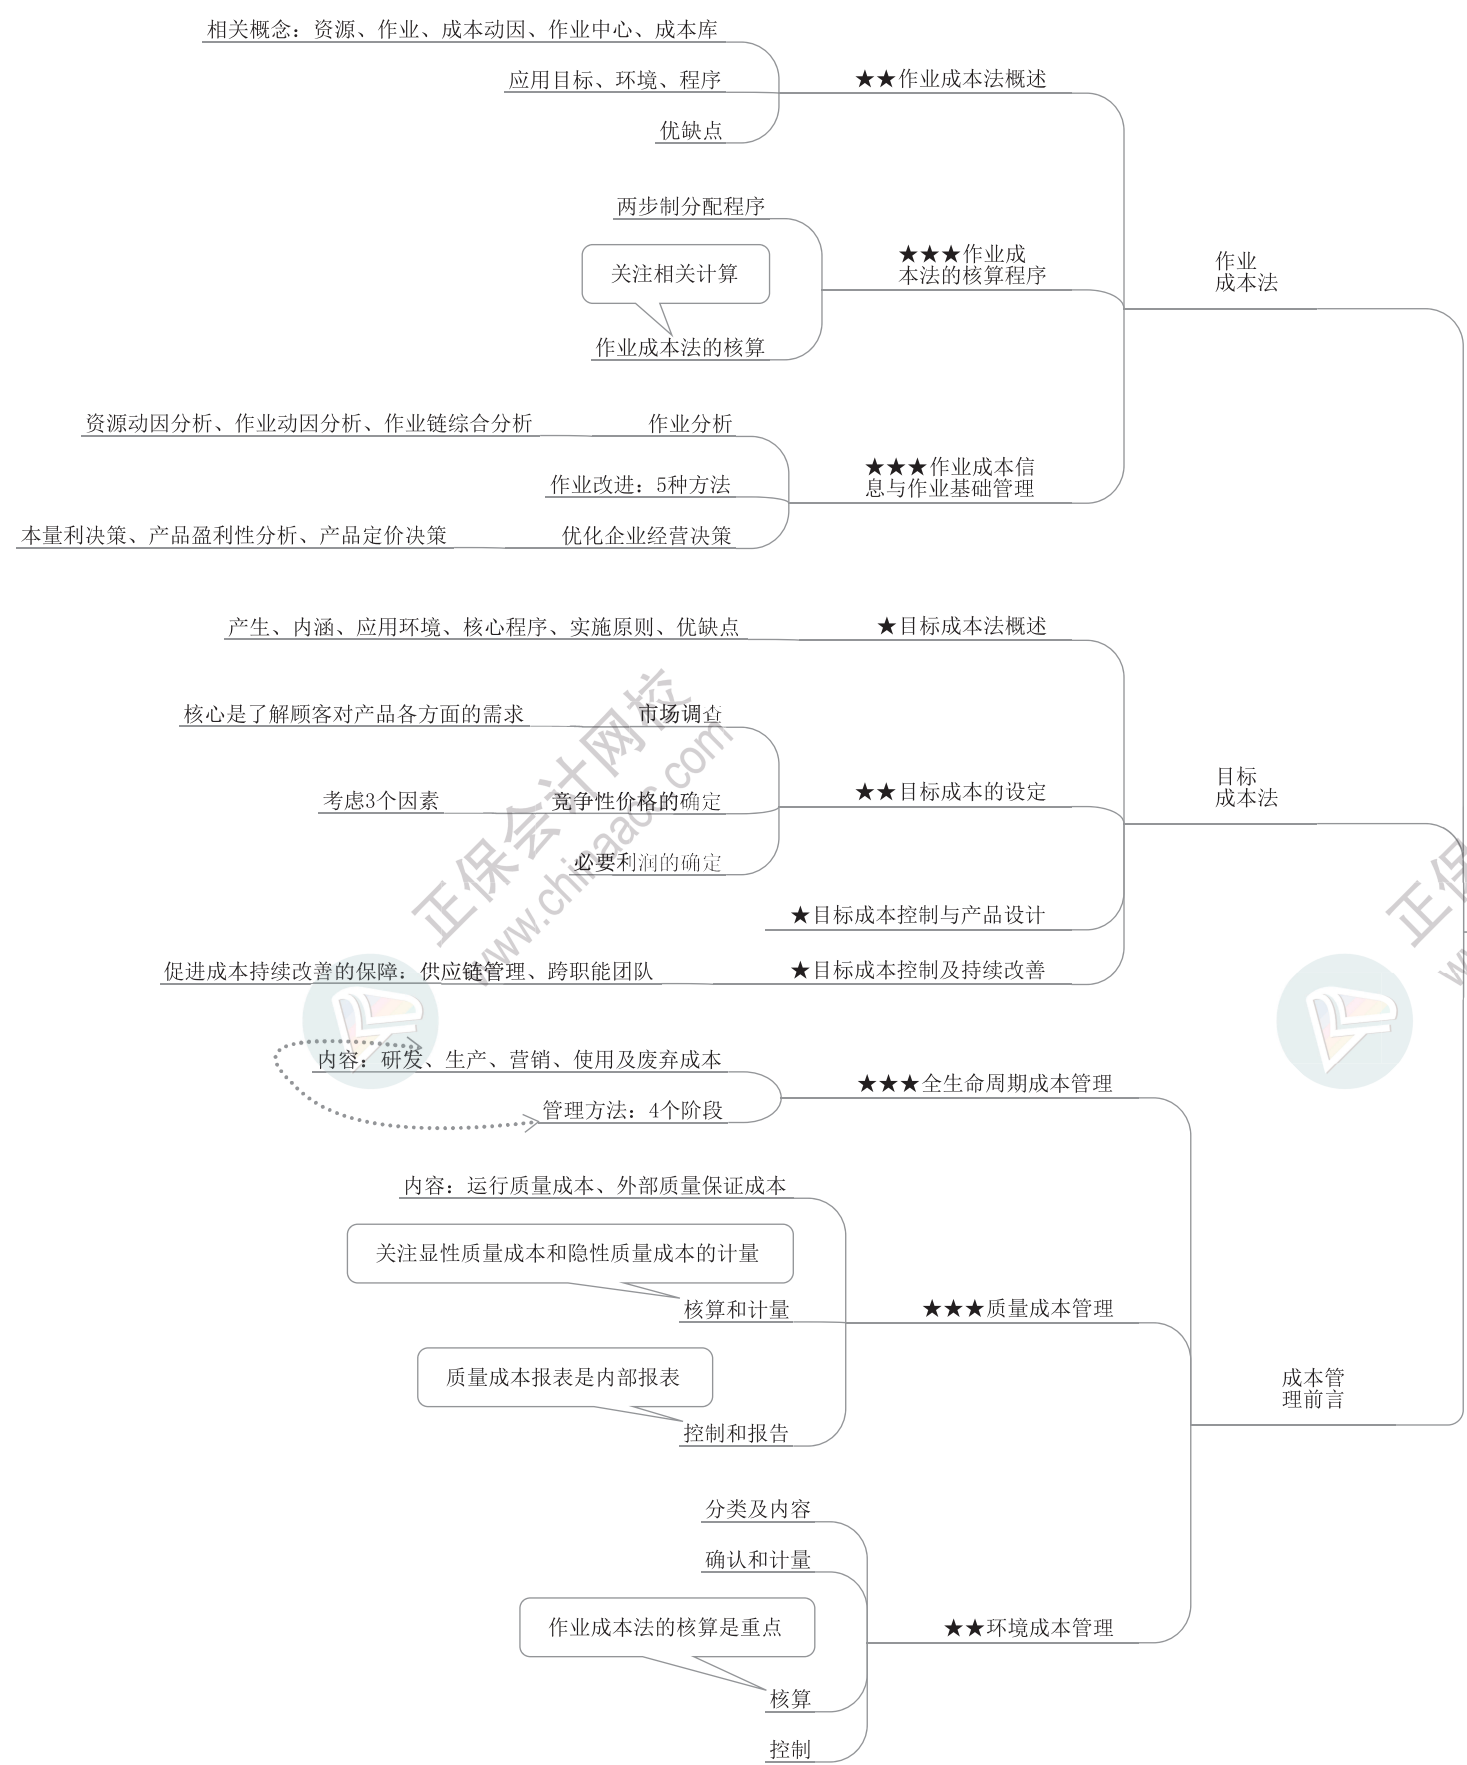 相关概念：资源、作业、成本动因、作业中心、成本库
应用目标、环境、程序
优缺点
★★作业成本法概述
两步制分配程序
关注相关计算
作业成本法的核算
★★★作业成
本法的核算程序
作业
成本法
资源动因分析、作业动因分析、作业链综合分析
作业分析
作业改进：5种方法
本量利决策、产品盈利性分析、产品定价决策
优化企业经营决策
★★★作业成本信
息与作业基础管理
产生、内涵、应用环境、核心程序、实施原则、优缺点
★目标成本法概述
核心是了解顾客对产品各方面的需求
市场调查
考虑3个因素
竞争性价格的确定
必要利润的确定
★★目标成本的设定
目标
成本法
★目标成本控制与产品设计
促进成本持续改善的保障：供应链管理、跨职能团队
★目标成本控制及持续改善
内容：研发、生产、营销、使用及废弃成本
管理方法：4个阶段
★★★全生命周期成本管理
内容：运行质量成本、外部质量保证成本
关注显性质量成本和隐性质量成本的计量
核算和计量
质量成本报表是内部报表
控制和报告
★★★质量成本管理
成本管
理前言
分类及内容
确认和计量
作业成本法的核算是重点
核算
控制
★★环境成本管理
正保会计网校
www.chinaacc.com
正保
w